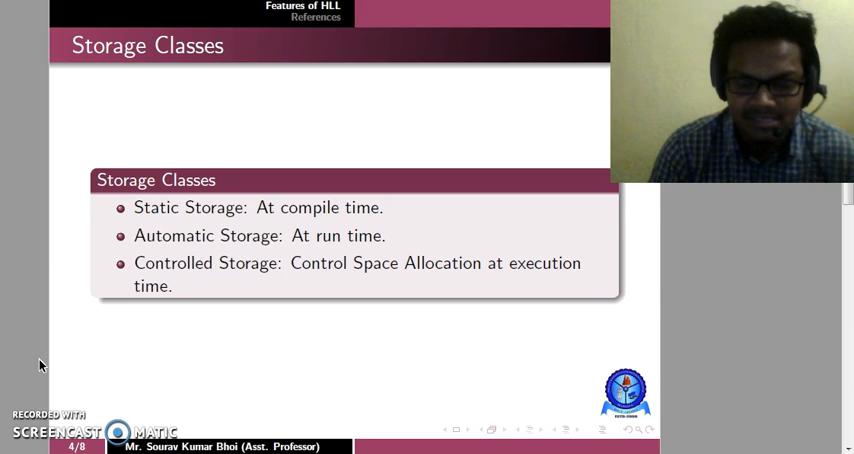 Features of HLL
References
Storage Classes
Storage Classes
Static Storage: At compile time.
Automatic Storage: At run time.
Controlled Storage: Control Space Allocation at execution
time.
RECORDED WITH
SCREENCAST MATIC
4/8
Mr. Sourav Kumar Bhoi (Asst. Professor)